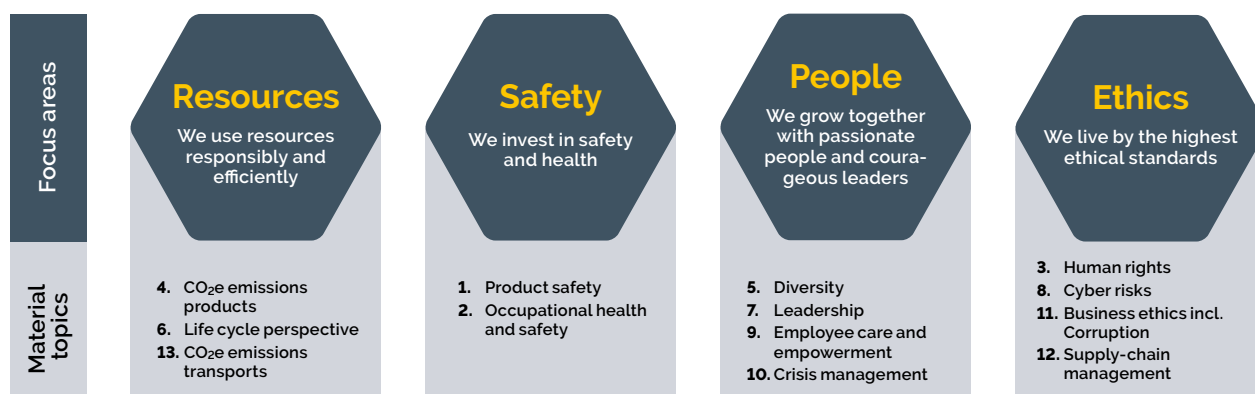 Focus areas
Resources
We use resources
responsibly and
efficiently
Safety
We invest in safety
and health
People
We grow together
with passionate
people and coura-
geous leaders
Ethics
We live by the highest
ethical standards
Material
topics
4. CO₂e emissions
products
6. Life cycle perspective
13. CO₂e emissions
transports
1. Product safety
2. Occupational health
and safety
5. Diversity
7. Leadership
9. Employee care and
empowerment
10. Crisis management
3. Human rights
8. Cyber risks
11. Business ethics incl.
Corruption
12. Supply-chain
management